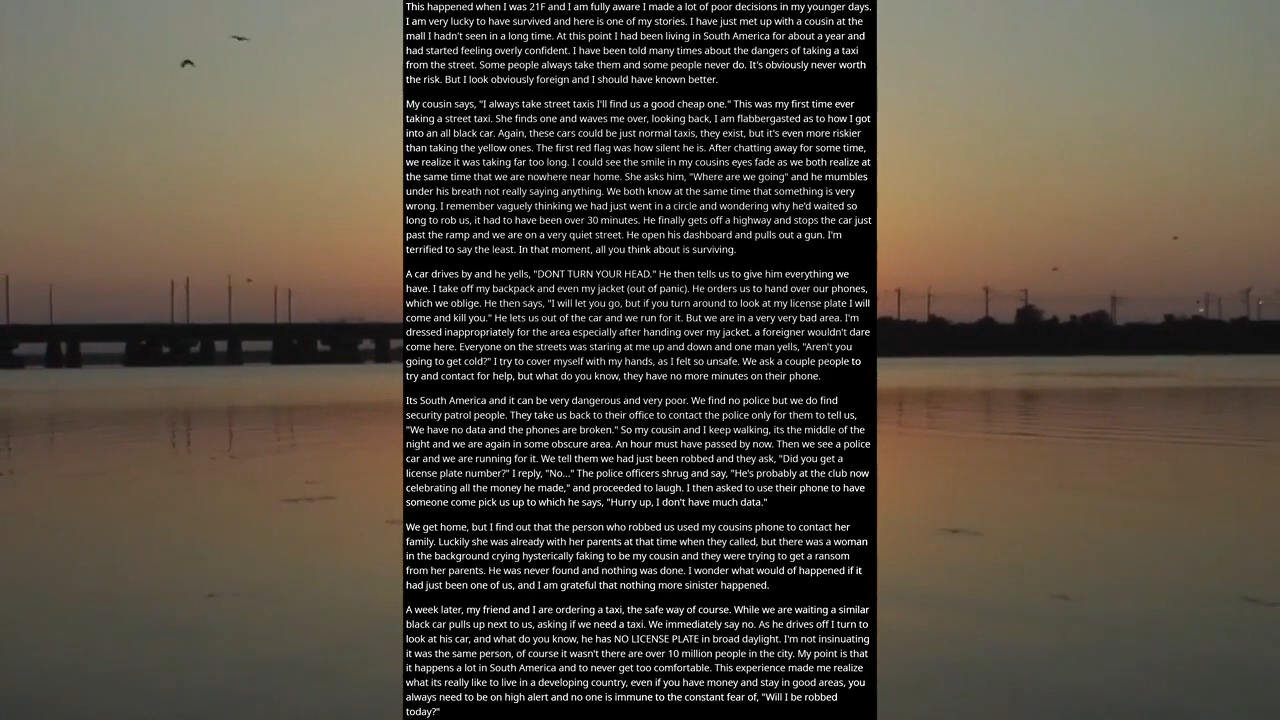 This happened when I was 21F and I am fully aware I made a lot of poor decisions in my younger days.
I am very lucky to have survived and here is one of my stories. I have just met up with a cousin at the
mall I hadn't seen in a long time. At this point I had been living in South America for about a year and
had started feeling overly confident. I have been told many times about the dangers of taking a taxi
from the street. Some people always take them and some people never do. It's obviously never worth
the risk. But I look obviously foreign and I should have known better.
My cousin says, "I always take street taxis I'll find us a good cheap one." This was my first time ever
taking a street taxi. She finds one and waves me over, looking back, I am flabbergasted as to how I got
into an all black car. Again, these cars could be just normal taxis, they exist, but it's even more riskier
than taking the yellow ones. The first red flag was how silent he is. After chatting away for some time,
we realize it was taking far too long. I could see the smile in my cousins eyes fade as we both realize at
the same time that we are nowhere near home. She asks him, "Where are we going" and he mumbles
under his breath not really saying anything. We both know at the same time that something is very
wrong. I remember vaguely thinking we had just went in a circle and wondering why he'd waited so
long to rob us, it had to have been over 30 minutes. He finally gets off a highway and stops the car just
past the ramp and we are on a very quiet street. He open his dashboard and pulls out a gun. I'm
terrified to say the least. In that moment, all you think about is surviving.
A car drives by and he yells, "DONT TURN YOUR HEAD." He then tells us to give him everything we
have. I take off my backpack and even my jacket (out of panic). He orders us to hand over our phones,
which we oblige. He then says, "I will let you go, but if you turn around to look at my license plate I will
come and kill you." He lets us out of the car and we run for it. But we are in a very very bad area. I'm
dressed inappropriately for the area especially after handing over my jacket. a foreigner wouldn't dare
come here. Everyone on the streets was staring at me up and down and one man yells, "Aren't you
going to get cold?" I try to cover myself with my hands, as I felt so unsafe. We ask a couple people to
try and contact for help, but what do you know, they have no more minutes on their phone.
Its South America and it can be very dangerous and very poor. We find no police but we do find
security patrol people. They take us back to their office to contact the police only for them to tell us,
"We have no data and the phones are broken." So my cousin and I keep walking, its the middle of the
night and we are again in some obscure area. An hour must have passed by now. Then we see a police
car and we are running for it. We tell them we had just been robbed and they ask, "Did you get a
license plate number?" I reply, "No..." The police officers shrug and say, "He's probably at the club now
celebrating all the money he made," and proceeded to laugh. I then asked to use their phone to have
someone come pick us up to which he says, "Hurry up, I don't have much data."
We get home, but I find out that the person who robbed us used my cousins phone to contact her
family. Luckily she was already with her parents at that time when they called, but there was a woman
in the background crying hysterically faking to be my cousin and they were trying to get a ransom
from her parents. He was never found and nothing was done. I wonder what would of happened if it
had just been one of us, and I am grateful that nothing more sinister happened.
A week later, my friend and I are ordering a taxi, the safe way of course. While we are waiting a similar
black car pulls up next to us, asking if we need a taxi. We immediately say no. As he drives off I turn to
look at his car, and what do you know, he has NO LICENSE PLATE in broad daylight. I'm not insinuating
it was the same person, of course it wasn't there are over 10 million people in the city. My point is that
it happens a lot in South America and to never get too comfortable. This experience made me realize
what its really like to live in a developing country, even if you have money and stay in good areas, you
always need to be on high alert and no one is immune to the constant fear of, "Will I be robbed
today?"